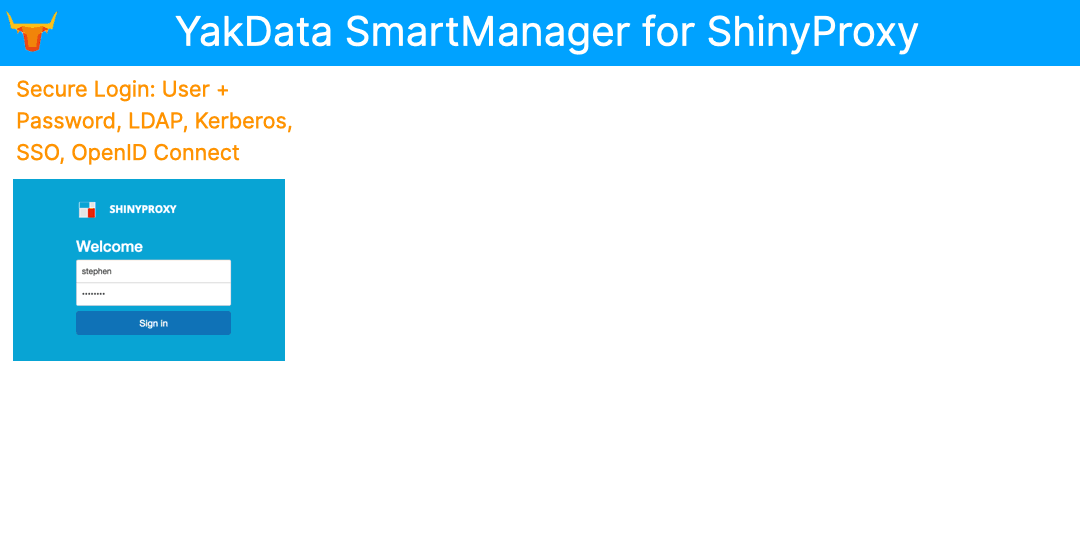 YakData SmartManager for ShinyProxy
Secure Login: User +
Password, LDAP, Kerberos,
SSO, OpenID Connect
SHINYPROXY
Welcome
stephen
••••••••
Sign in